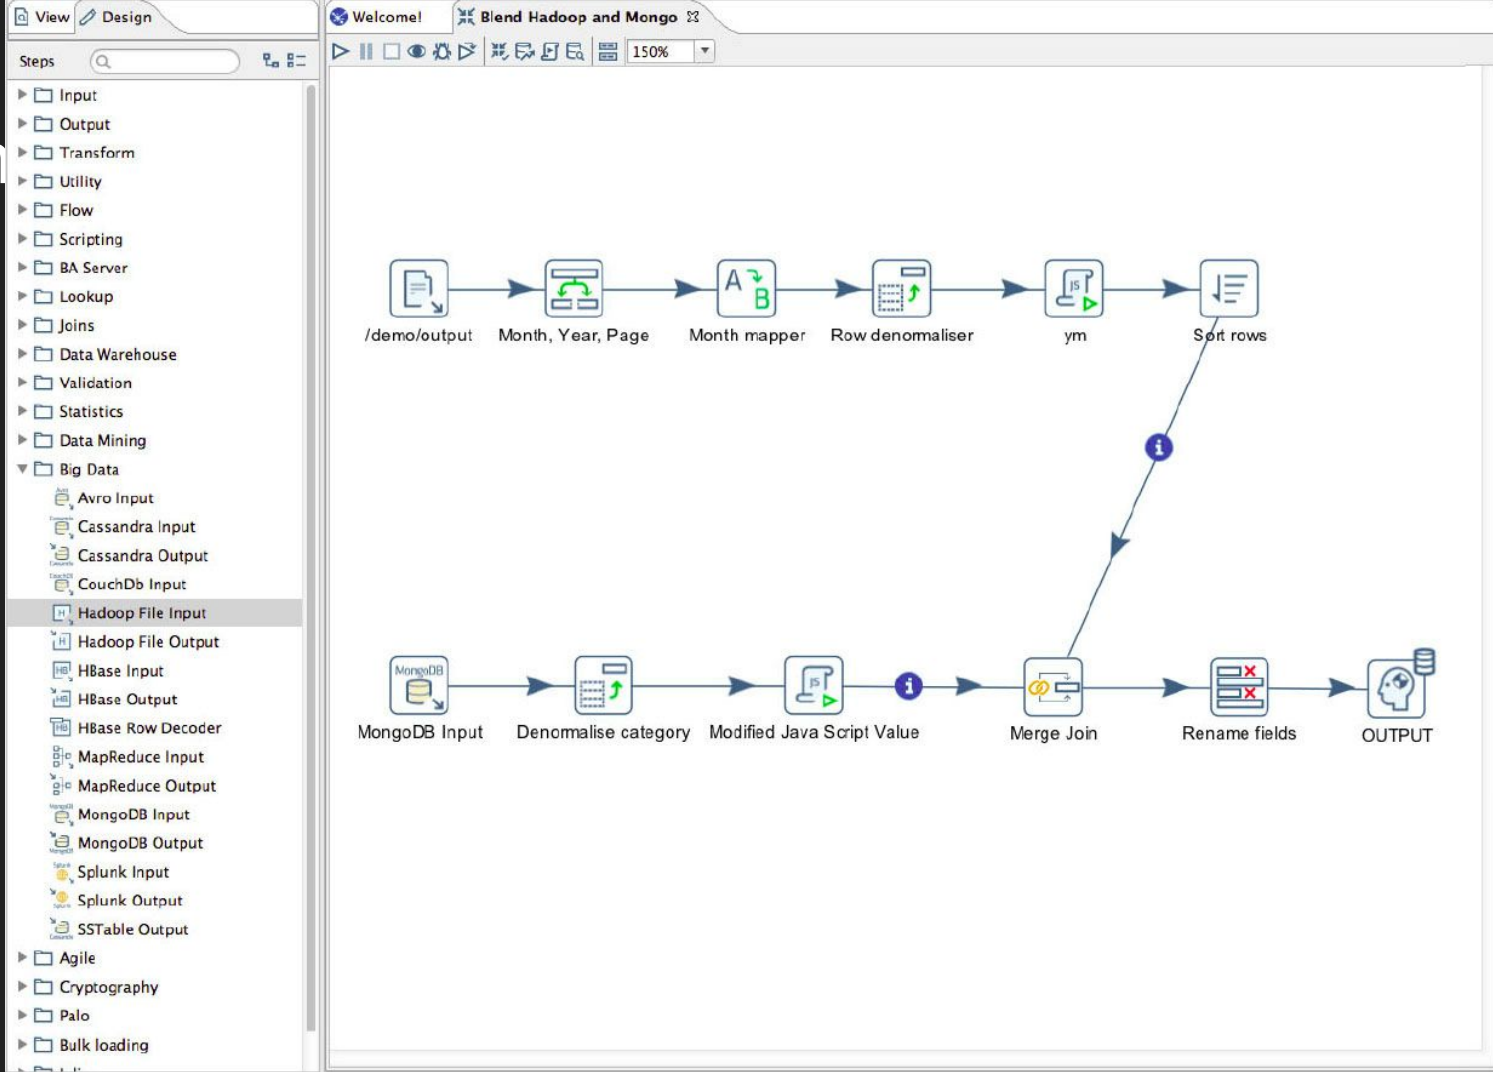 View
Design
Welcome!
Blend Hadoop and Mongo
Steps
150%
Input
Output
Transform
Utility
Flow
Scripting
BA Server
Lookup
Joins
Data Warehouse
Validation
Statistics
Data Mining
Big Data
Avro Input
Cassandra Input
Cassandra Output
CouchDb Input
Hadoop File Input
Hadoop File Output
HBase Input
HBase Output
HBase Row Decoder
MapReduce Input
MapReduce Output
MongoDB Input
MongoDB Output
Splunk Input
Splunk Output
SSTable Output
Agile
Cryptography
Palo
Bulk loading
A
B
JS
/demo/output
Month, Year, Page
Month mapper
Row denormaliser
ym
Sort rows
MongoDB
JS
MongoDB Input
Denormalise category
Modified Java Script Value
Merge Join
Rename fields
OUTPUT